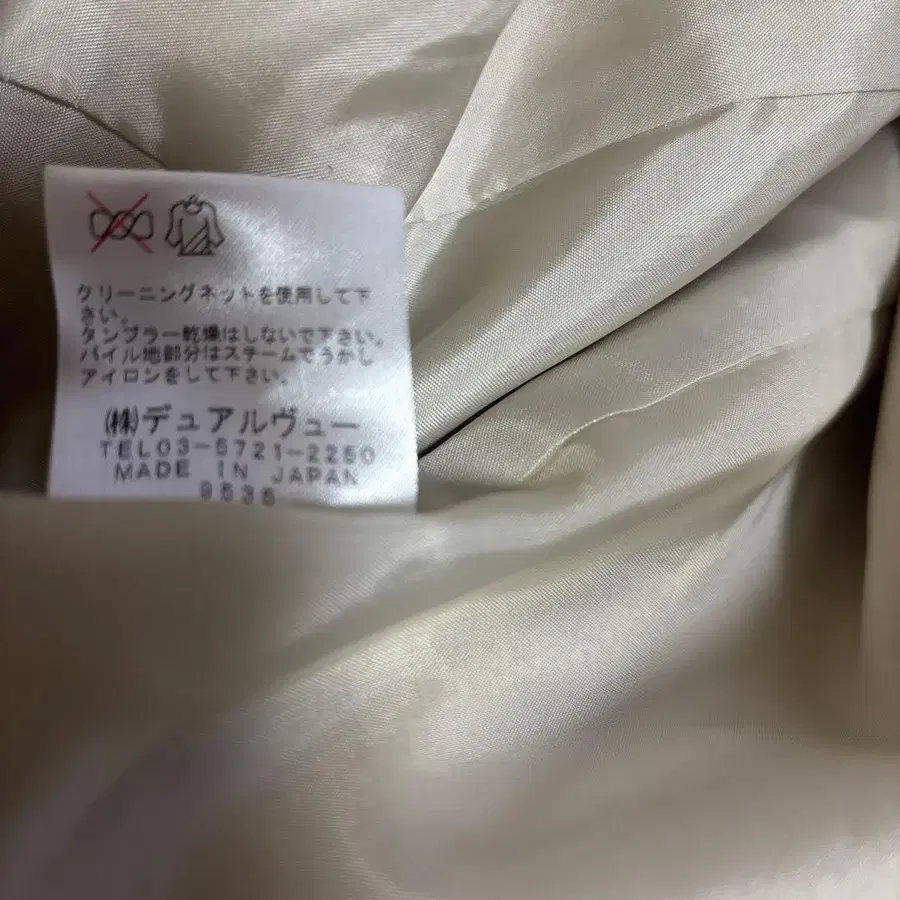 クリーニングネットを使用して下
さい。
タンブラー乾燥はしないで下さい。
パイル地部分はスチームでうかし
アイロンをして下さい。
(株)デュアルヴュー
TEL03-5721-2250
MADE IN JAPAN
9535